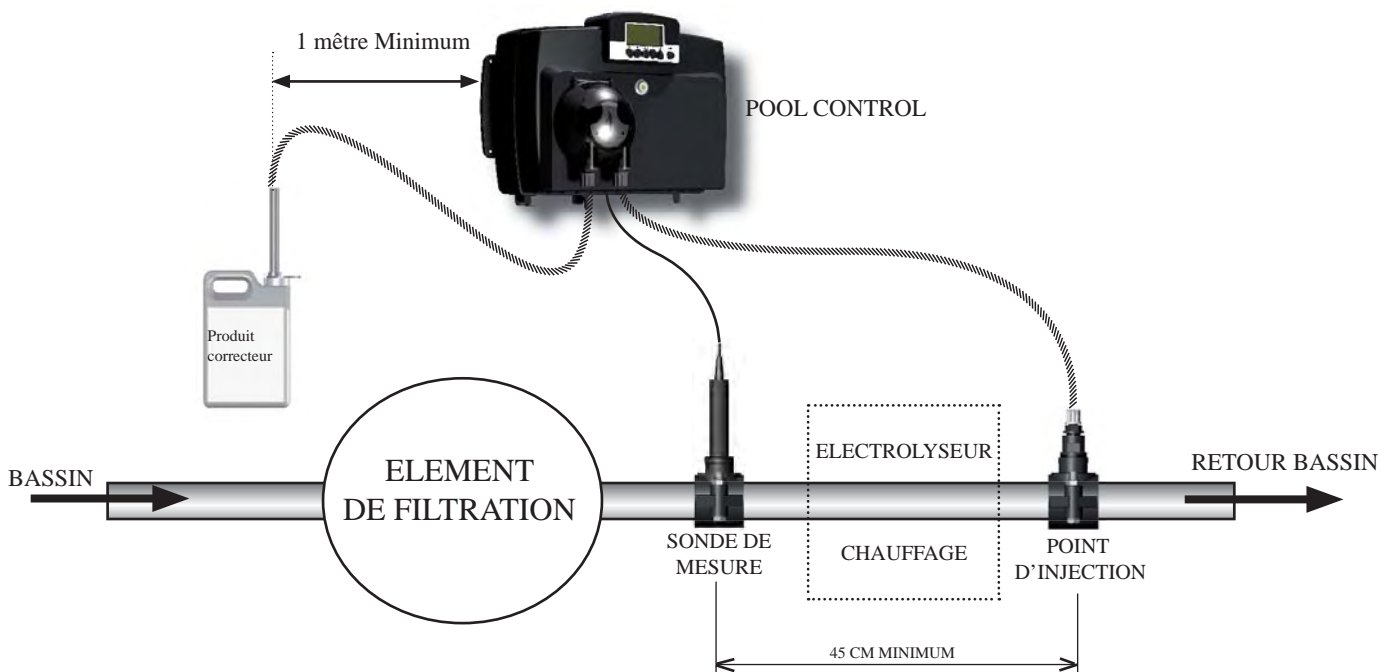 1 mêtre Minimum
POOL CONTROL
Produit
correcteur
BASSIN
ELEMENT
DE FILTRATION
ELECTROLYSEUR
RETOUR BASSIN
SONDE DE
MESURE
CHAUFFAGE
POINT
D'INJECTION
45 CM MINIMUM